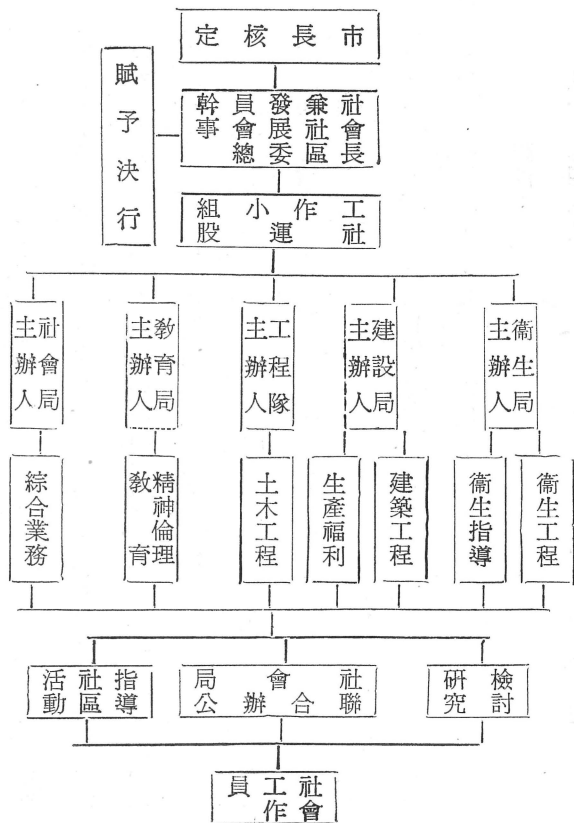 市長核定
賦予決行
社會長
兼社區
發展委
員會總
幹事
工作小組
社運股
衞生局
主辦人
建設局
主辦人
工程隊
主辦人
教育局
主辦人
社會局
主辦人
衞生工程
衞生指導
建築工程
生產福利
土木工程
精神倫理
教育
綜合業務
檢討
研究
社會局
聯合辦公
指導
社區
活動
社會
工作
員